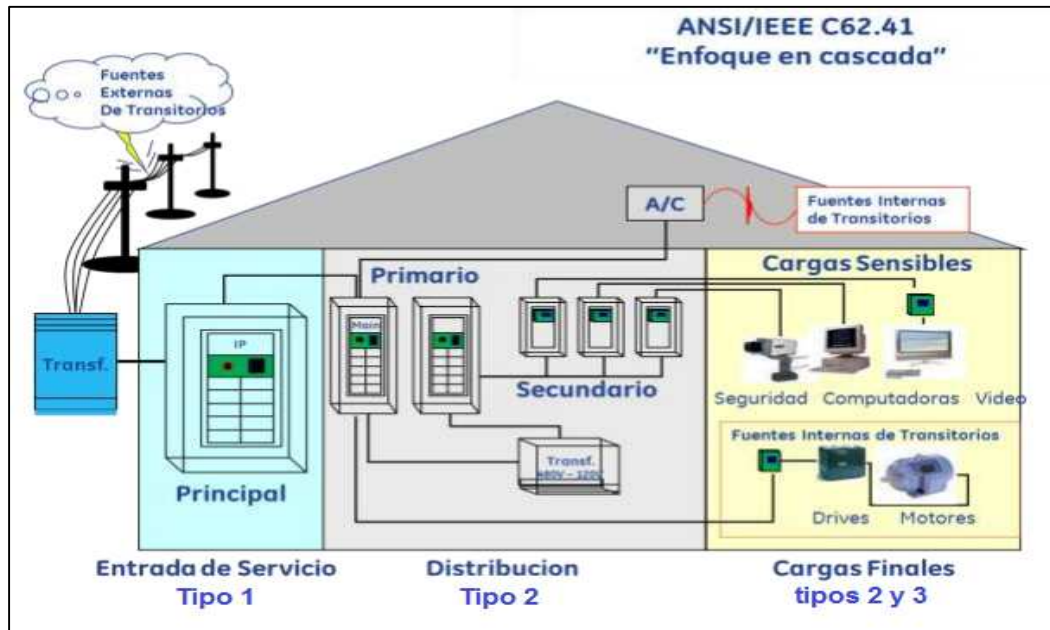 ANSI/IEEE C62.41
"Enfoque en cascada"
Fuentes
Externas
De Transitorios
A/C
Fuentes Internas
de Transitorios
Primario
Cargas Sensibles
Main
IP
Transf.
Secundario
Seguridad Computadoras Video
Fuentes Internas de Transitorios
Transf.
480V - 120V
Principal
Drives Motores
Entrada de Servicio Distribucion Cargas Finales
Tipo 1 Tipo 2 tipos 2 y 3